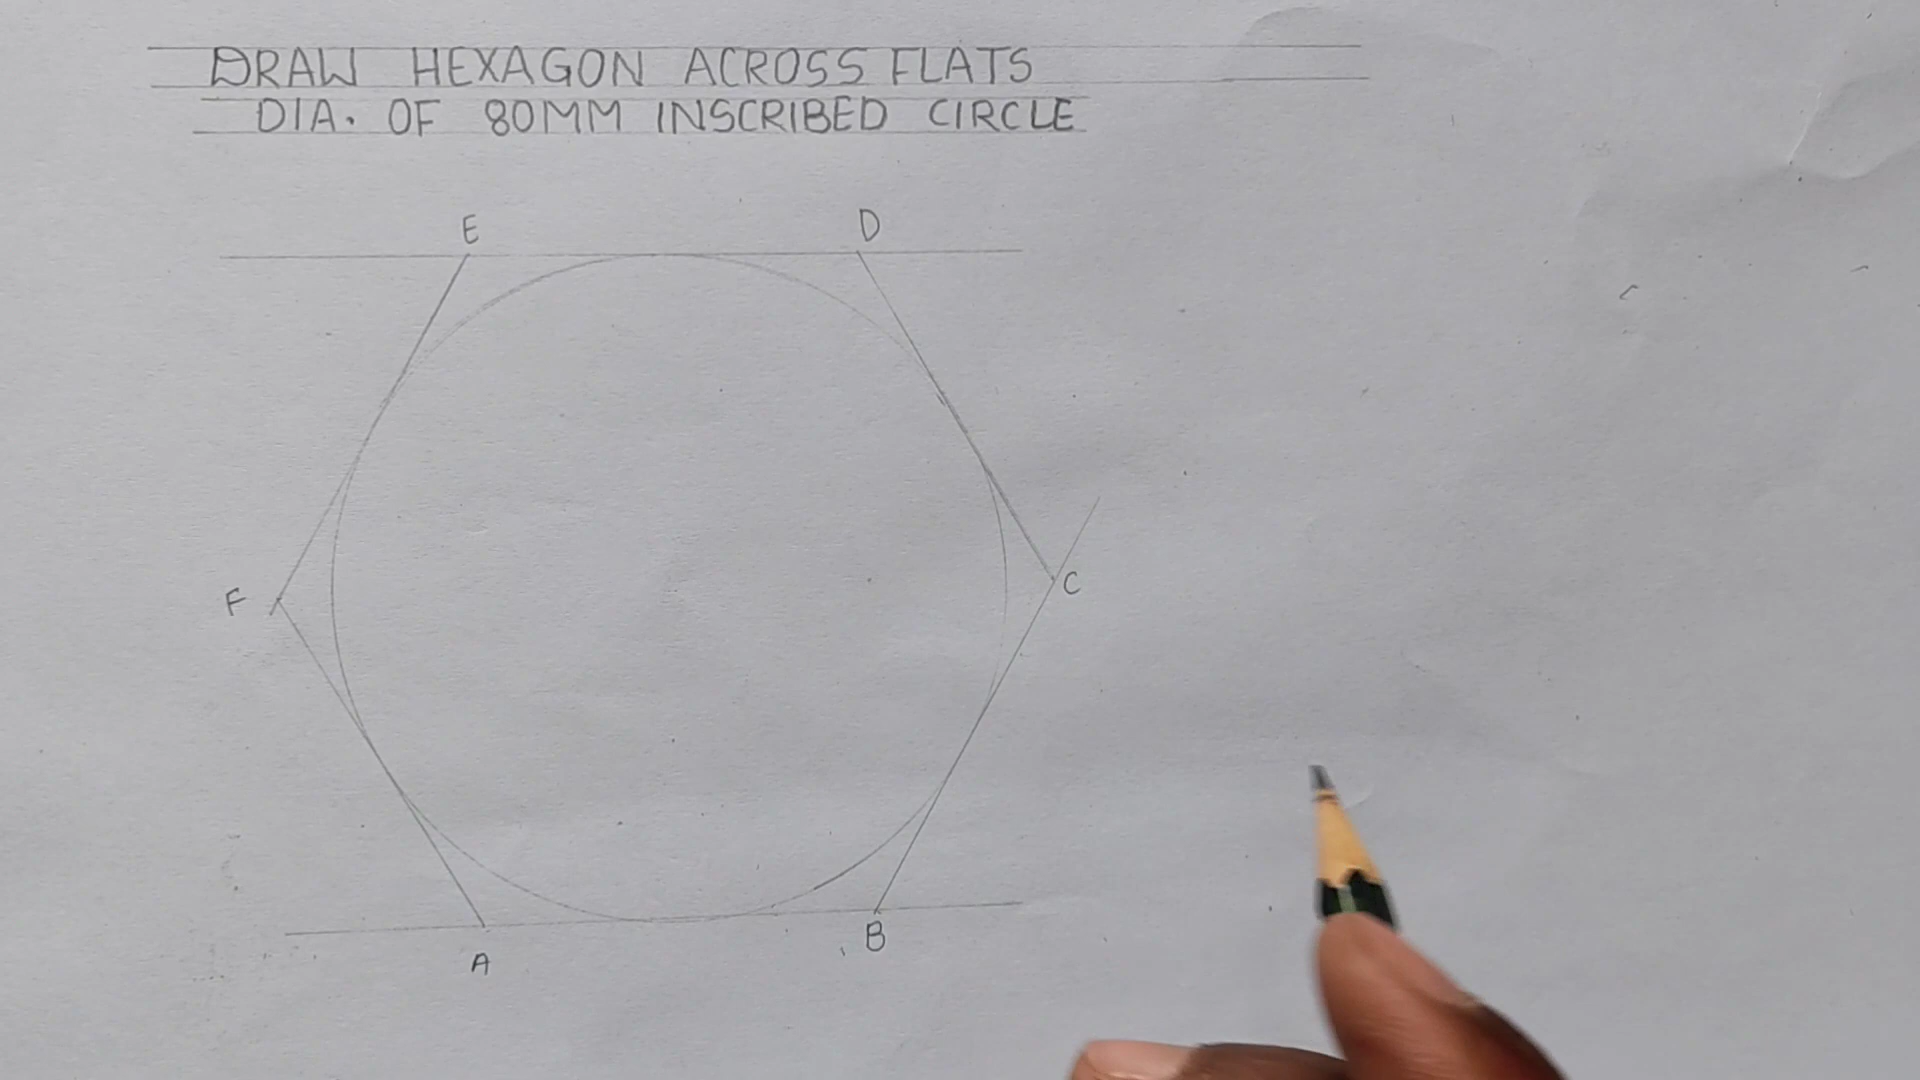 DRAW HEXAGON ACROSS FLATS
DIA. OF 80MM INSCRIBED CIRCLE
E D
F C
A B